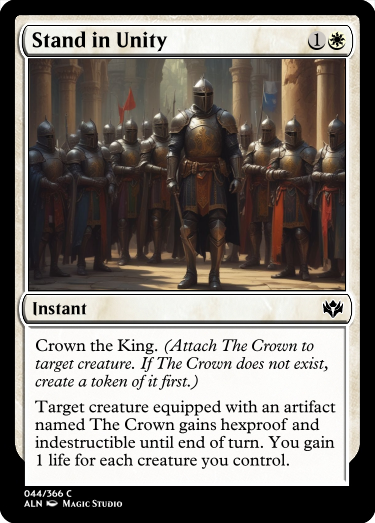 Stand in Unity 1
Instant
Crown the King. (Attach The Crown to
target creature. If The Crown does not exist,
create a token of it first.)
Target creature equipped with an artifact
named The Crown gains hexproof and
indestructible until end of turn. You gain
1 life for each creature you control.
044/366 C
ALN Magic Studio